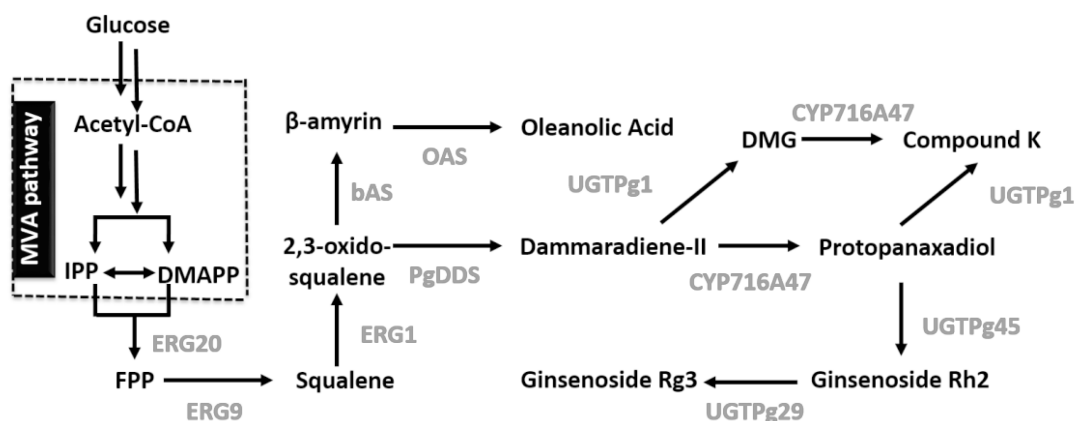 Glucose
MVA pathway
Acetyl-CoA
IPP
DMAPP
ERG20
FPP
ERG9
Squalene
ERG1
2,3-oxido-
squalene
bAS
β-amyrin
OAS
Oleanolic Acid
PgDDS
Dammaradiene-II
UGTPg1
DMG
CYP716A47
Compound K
UGTPg1
CYP716A47
Protopanaxadiol
UGTPg45
Ginsenoside Rh2
UGTPg29
Ginsenoside Rg3